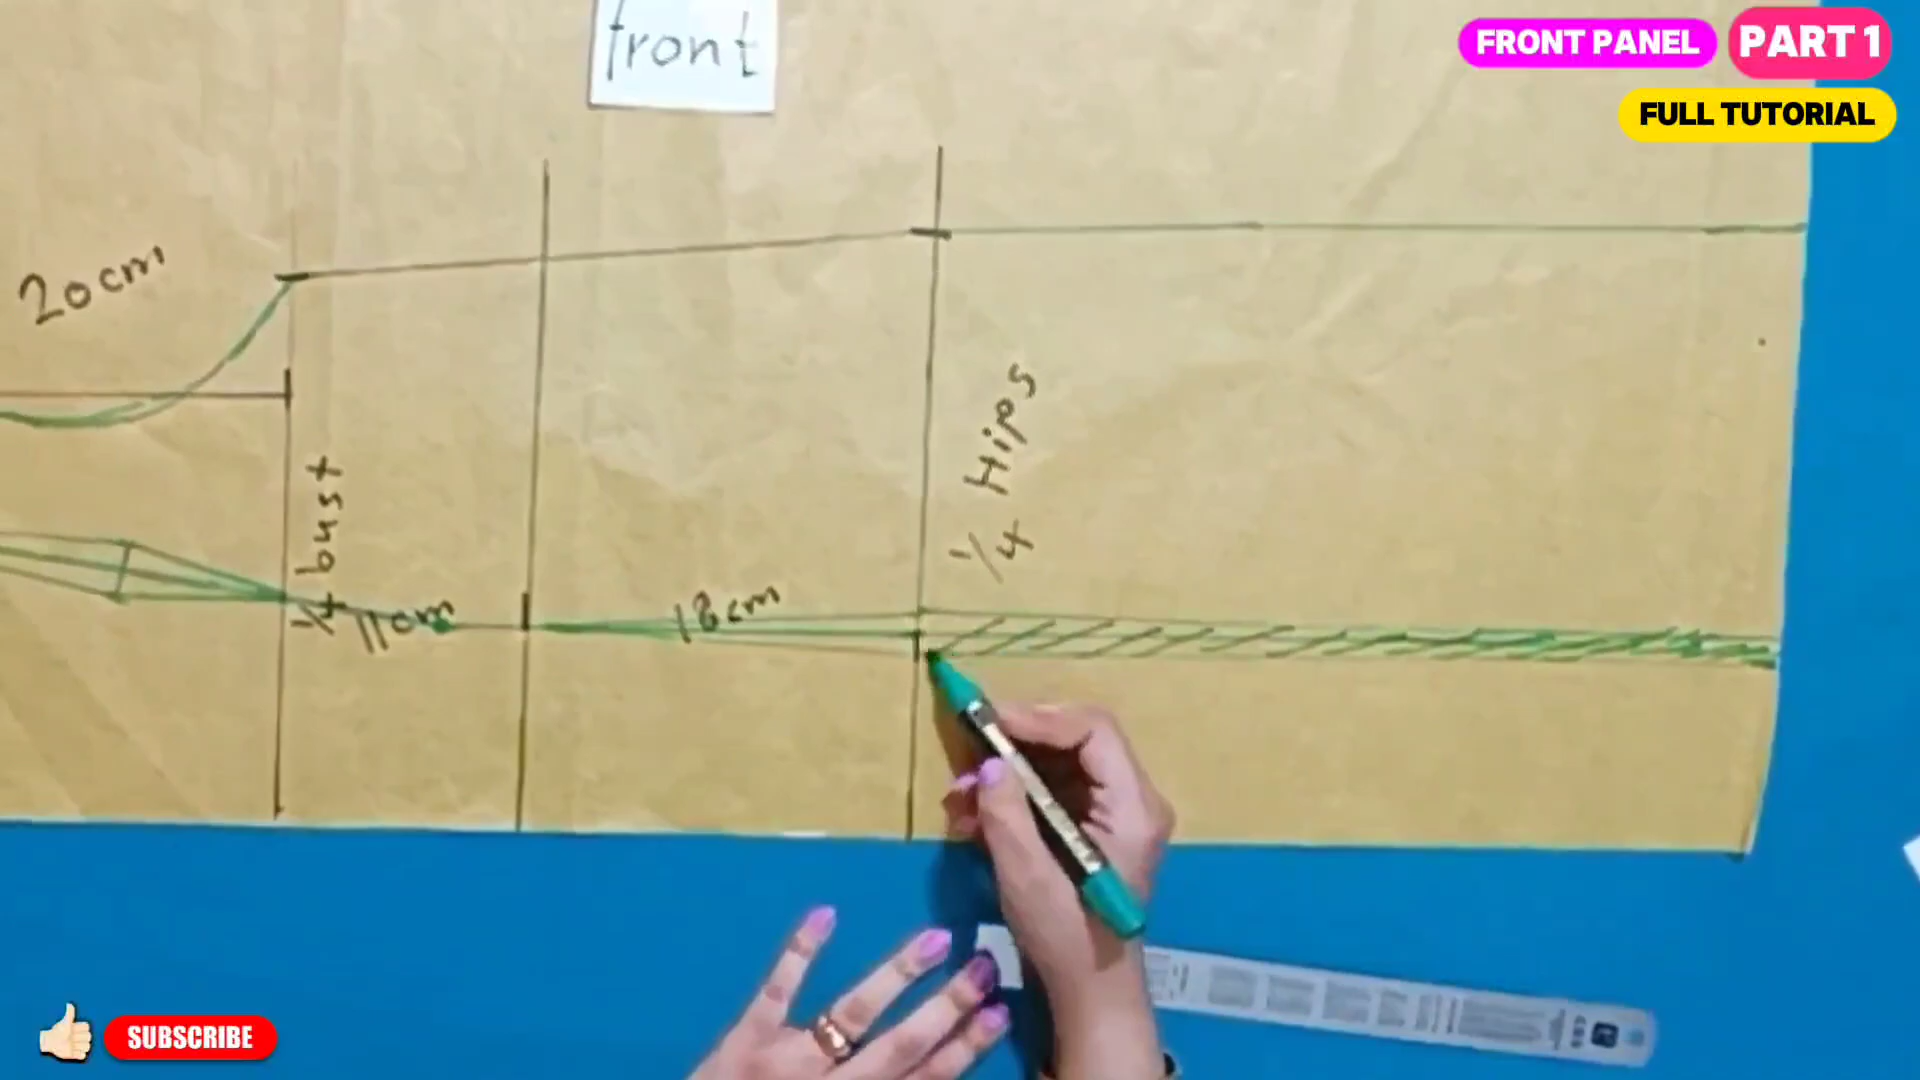 front
FRONT PANEL
PART 1
FULL TUTORIAL
20cm
1/4 bust
11cm
18cm
1/4 Hips
SUBSCRIBE